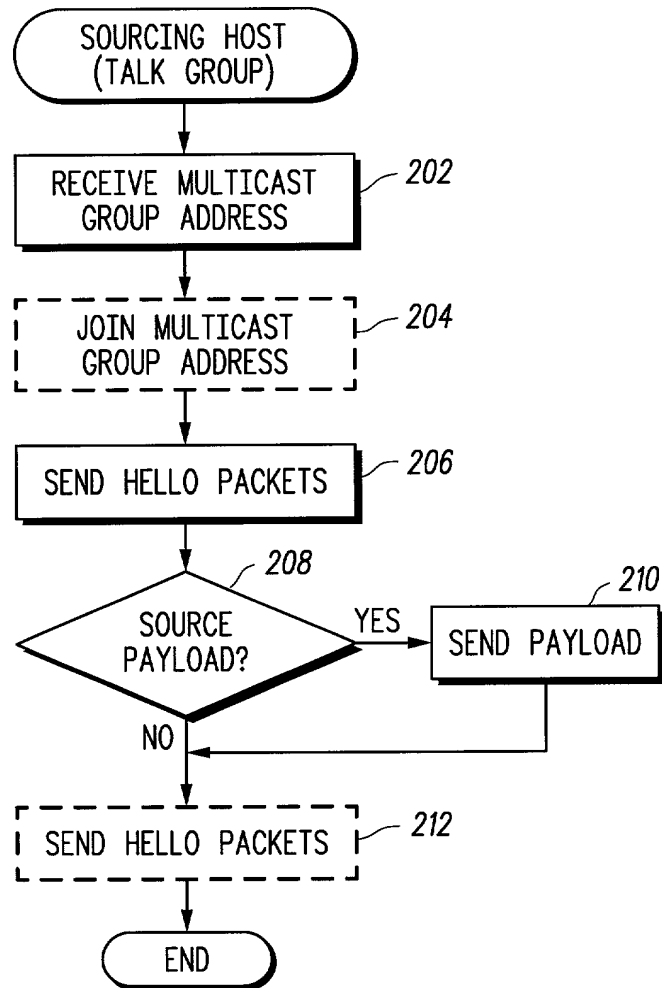 SOURCING HOST
(TALK GROUP)
RECEIVE MULTICAST
GROUP ADDRESS
202
JOIN MULTICAST
GROUP ADDRESS
204
SEND HELLO PACKETS
206
208
SOURCE
PAYLOAD?
YES
210
SEND PAYLOAD
NO
SEND HELLO PACKETS
212
END